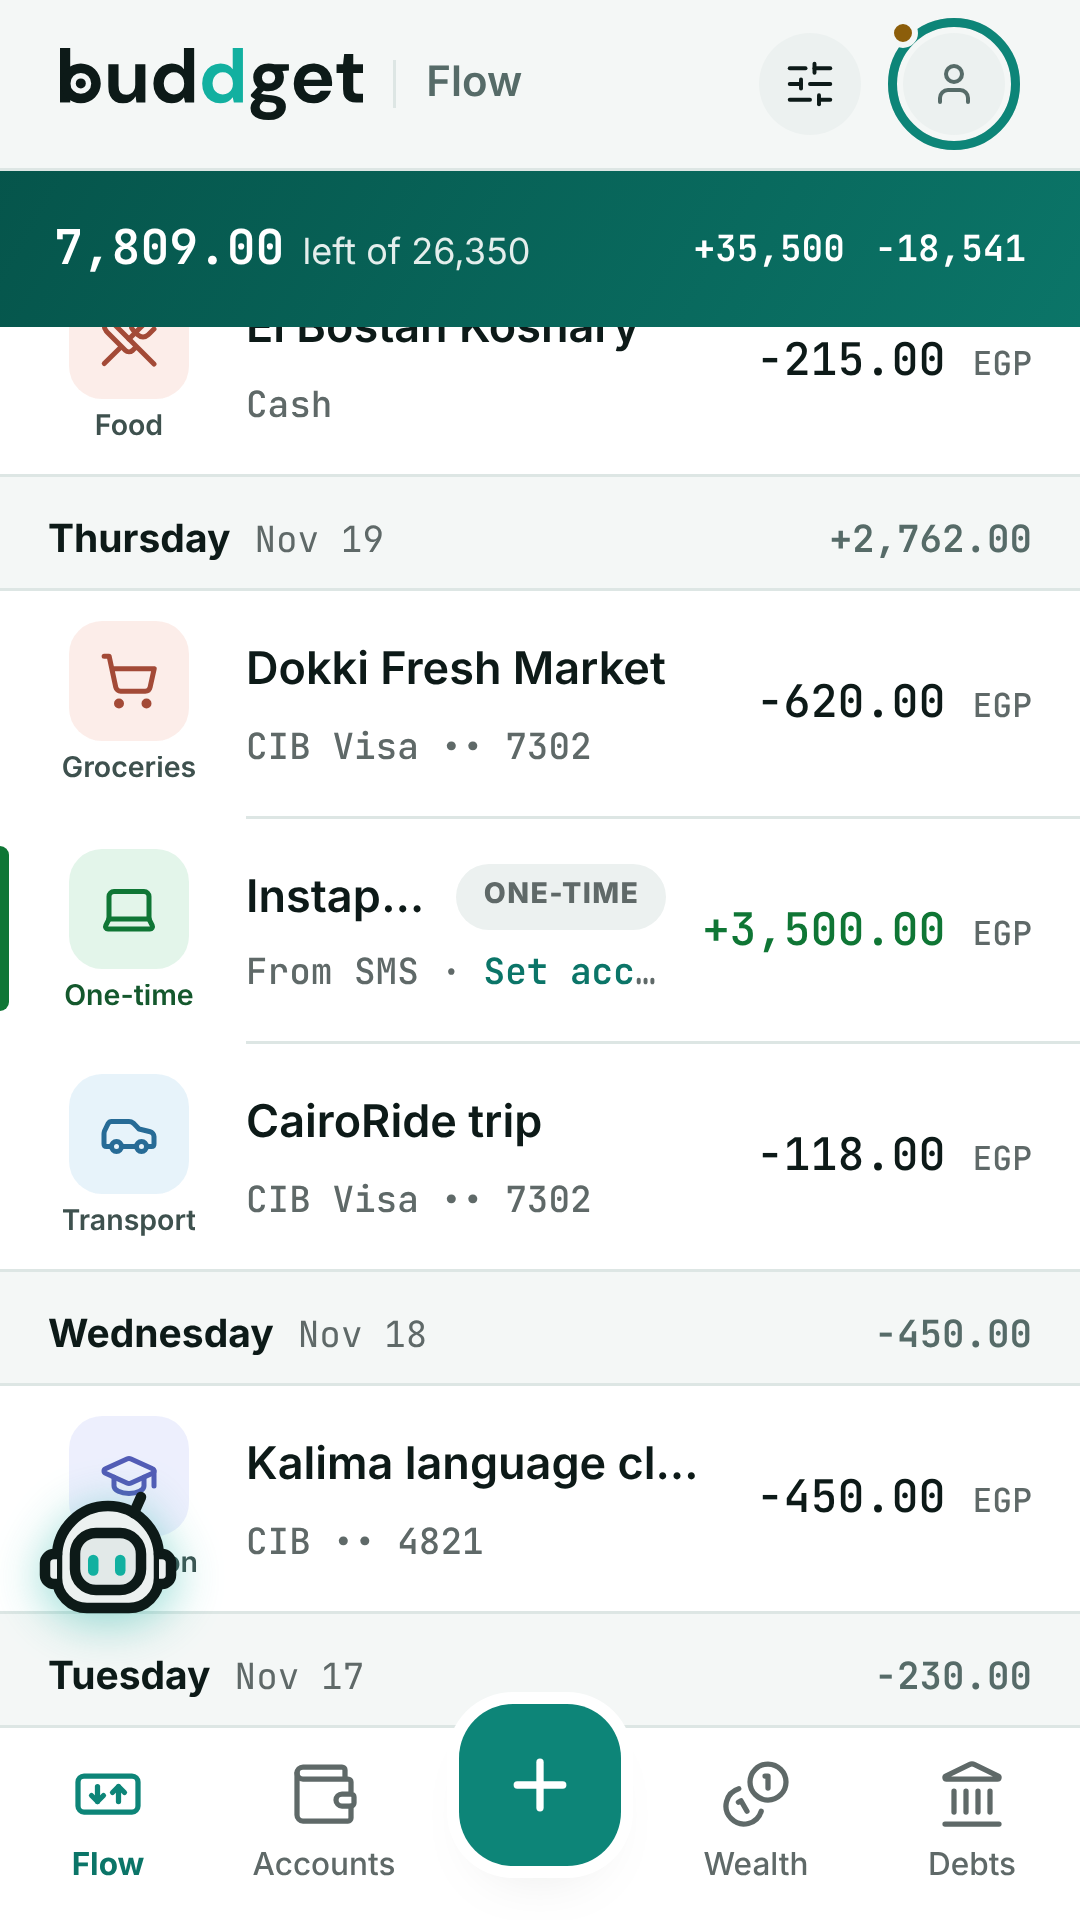 buddget Flow
7,809.00 left of 26,350 +35,500 -18,541
El Bostan Koshary
-215.00 EGP
Cash
Food
Thursday Nov 19 +2,762.00
Dokki Fresh Market
-620.00 EGP
CIB Visa •• 7302
Groceries
Instap... ONE-TIME
+3,500.00 EGP
From SMS · Set acc...
One-time
CairoRide trip
-118.00 EGP
CIB Visa •• 7302
Transport
Wednesday Nov 18 -450.00
Kalima language cl...
-450.00 EGP
CIB •• 4821
Tuesday Nov 17 -230.00
Flow Accounts Wealth Debts